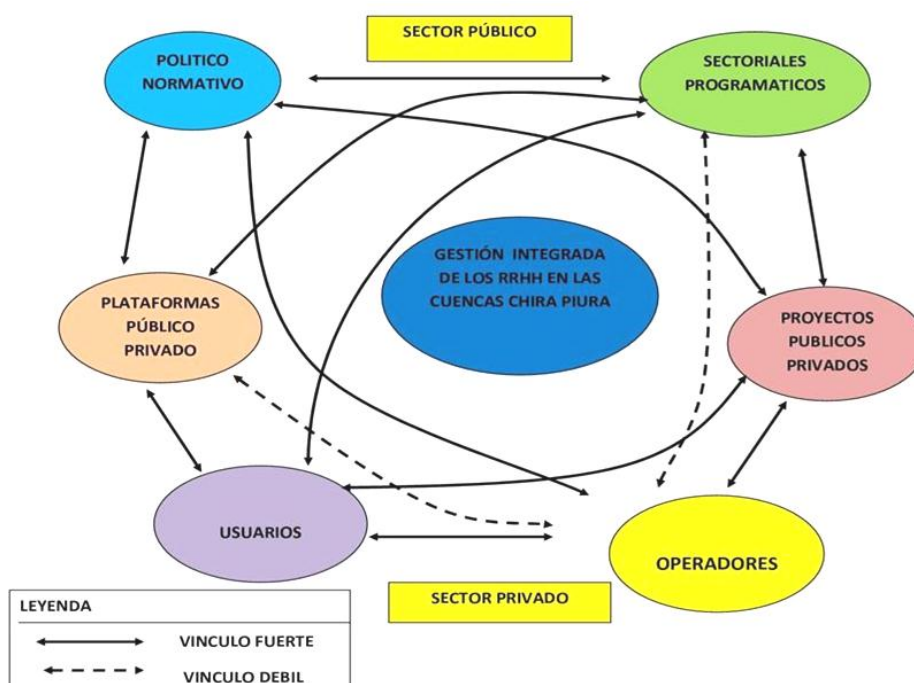 SECTOR PÚBLICO
POLITICO
NORMATIVO
SECTORIALES
PROGRAMATICOS
GESTIÓN INTEGRADA
DE LOS RRHH EN LAS
CUENCAS CHIRA PIURA
PLATAFORMAS
PÚBLICO
PRIVADO
PROYECTOS
PUBLICOS
PRIVADOS
USUARIOS
OPERADORES
SECTOR PRIVADO
LEYENDA
VINCULO FUERTE
VINCULO DEBIL